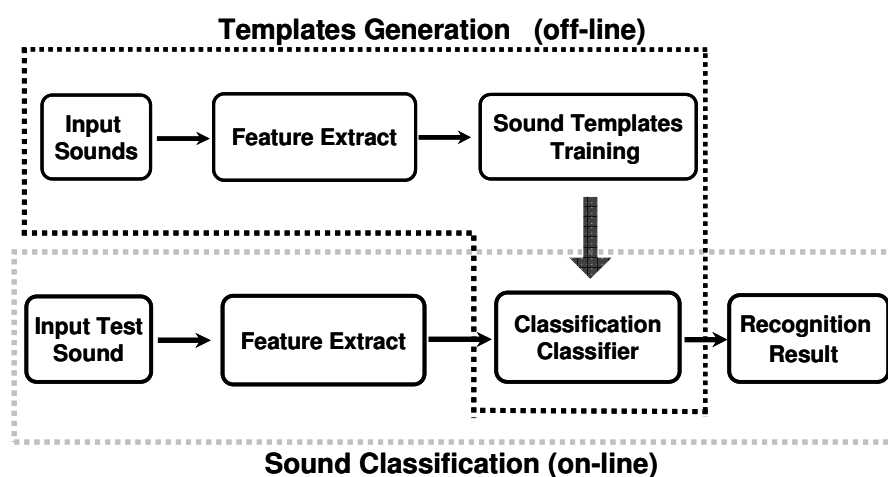 Templates Generation (off-line)
Input
Sounds
Feature Extract
Sound Templates
Training
Input Test
Sound
Feature Extract
Classification
Classifier
Recognition
Result
Sound Classification (on-line)